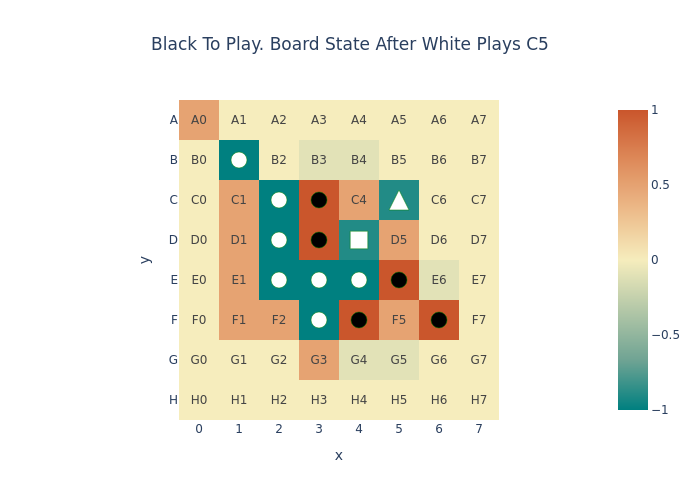 Black To Play. Board State After White Plays C5
A A0 A1 A2 A3 A4 A5 A6 A7 1
B B0 B2 B3 B4 B5 B6 B7
C C0 C1 C4 C6 C7 0.5
D D0 D1 D5 D6 D7
y 0
E E0 E1 E6 E7
F F0 F1 F2 F5 F7 −0.5
G G0 G1 G2 G3 G4 G5 G6 G7
H H0 H1 H2 H3 H4 H5 H6 H7 −1
0 1 2 3 4 5 6 7
x